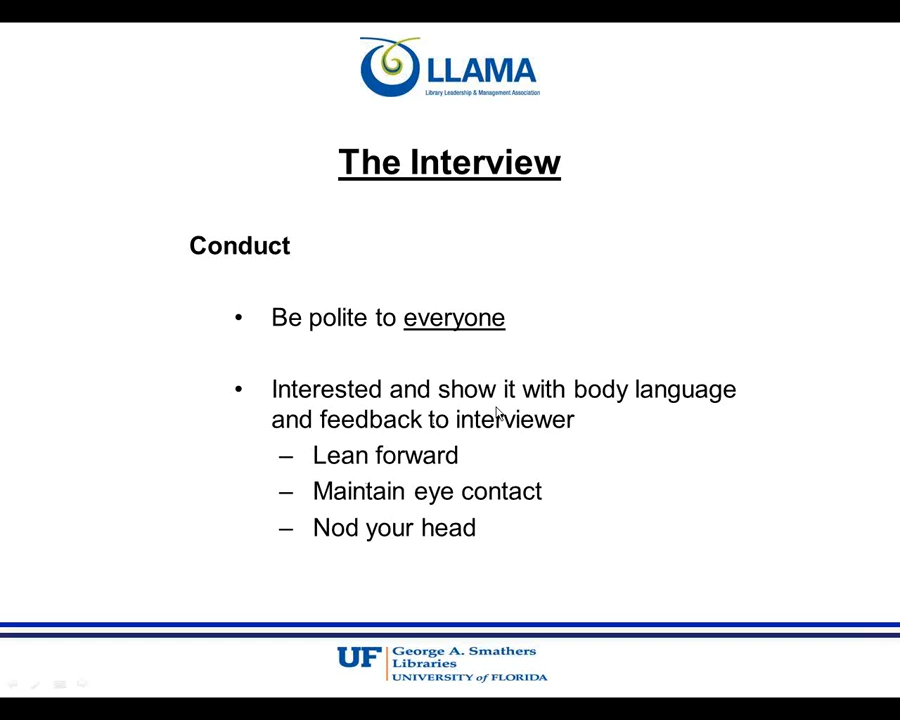 LLAMA
Library Leadership & Management Association
The Interview
Conduct
• Be polite to everyone
• Interested and show it with body language
and feedback to interviewer
– Lean forward
– Maintain eye contact
– Nod your head
UF George A. Smathers
Libraries
UNIVERSITY of FLORIDA